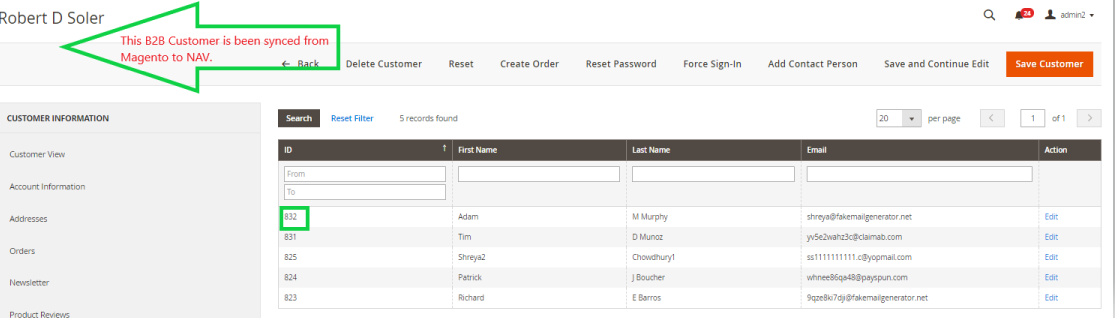 Robert D Soler
24 admin2
This B2B Customer is been synced from
Magento to NAV.
← Back Delete Customer Reset Create Order Reset Password Force Sign-In Add Contact Person Save and Continue Edit Save Customer
CUSTOMER INFORMATION
Customer View
Account Information
Addresses
Orders
Newsletter
Product Reviews
Search Reset Filter 5 records found 20 per page 1 of 1
ID ↑ First Name Last Name Email Action
From
To
832 Adam M Murphy shreya@fakemailgenerator.net Edit
831 Tim D Munoz yv5e2wahz3c@claimab.com Edit
825 Shreya2 Chowdhury1 ss1111111111.c@yopmail.com Edit
824 Patrick J Boucher whnee86qa48@payspun.com Edit
823 Richard E Barros 9qze8ki7dji@fakemailgenerator.net Edit